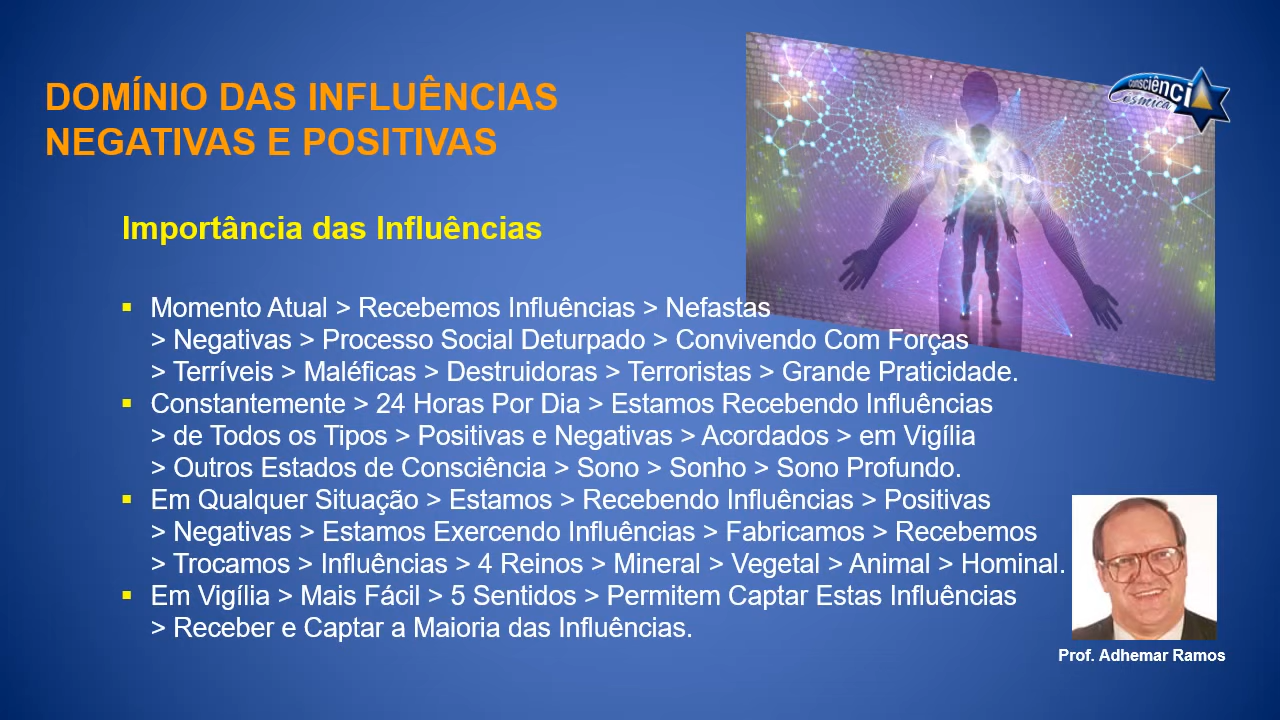 DOMÍNIO DAS INFLUÊNCIAS
NEGATIVAS E POSITIVAS
consciênciA
Cósmica
Importância das Influências
▪ Momento Atual > Recebemos Influências > Nefastas
> Negativas > Processo Social Deturpado > Convivendo Com Forças
> Terríveis > Maléficas > Destruidoras > Terroristas > Grande Praticidade.
▪ Constantemente > 24 Horas Por Dia > Estamos Recebendo Influências
> de Todos os Tipos > Positivas e Negativas > Acordados > em Vigília
> Outros Estados de Consciência > Sono > Sonho > Sono Profundo.
▪ Em Qualquer Situação > Estamos > Recebendo Influências > Positivas
> Negativas > Estamos Exercendo Influências > Fabricamos > Recebemos
> Trocamos > Influências > 4 Reinos > Mineral > Vegetal > Animal > Hominal.
▪ Em Vigília > Mais Fácil > 5 Sentidos > Permitem Captar Estas Influências
> Receber e Captar a Maioria das Influências.
Prof. Adhemar Ramos